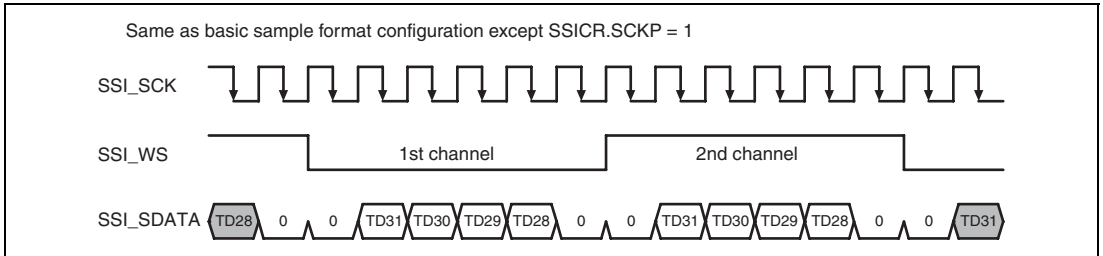 Same as basic sample format configuration except SSICR.SCKP = 1
SSI_SCK
SSI_WS 1st channel 2nd channel
SSI_SDATA TD28 0 0 TD31 TD30 TD29 TD28 0 0 TD31 TD30 TD29 TD28 0 0 TD31